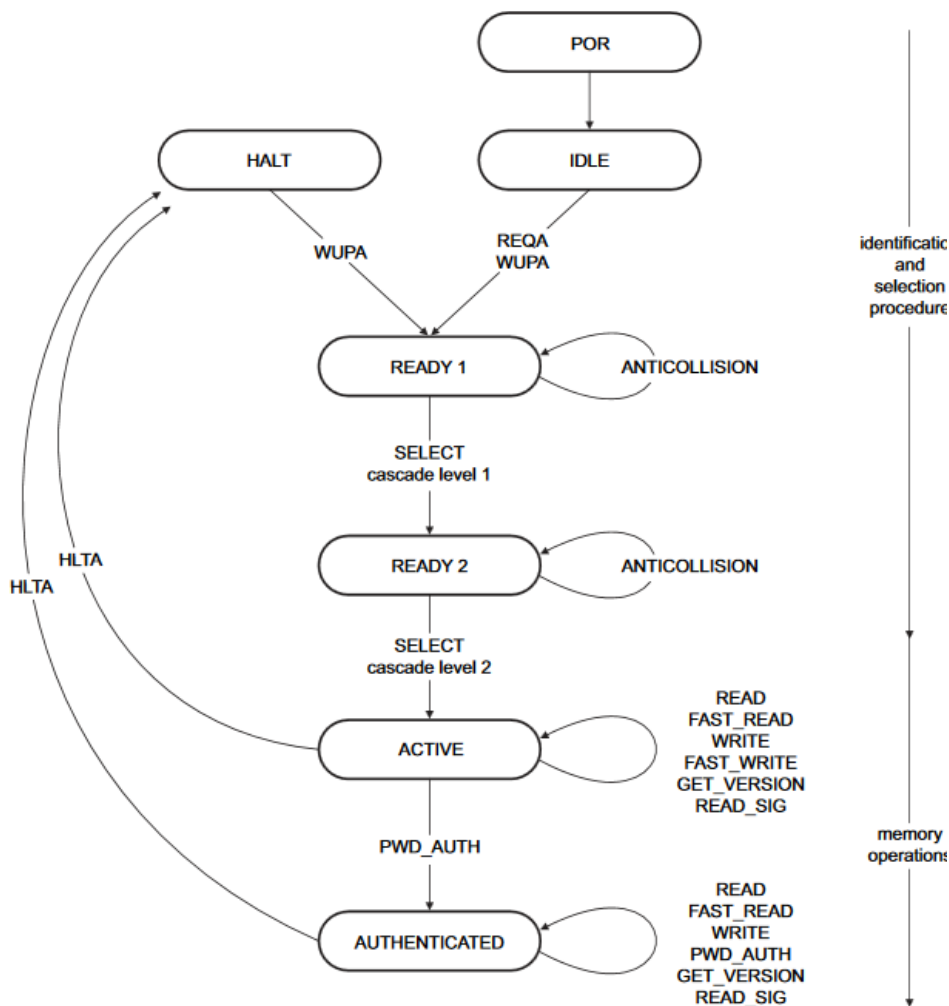 POR
HALT
IDLE
WUPA
REQA
WUPA
identificatio
and
selection
procedure
READY 1
ANTICOLLISION
SELECT
cascade level 1
HLTA
HLTA
READY 2
ANTICOLLISION
SELECT
cascade level 2
READ
FAST_READ
WRITE
FAST_WRITE
GET_VERSION
READ_SIG
ACTIVE
PWD_AUTH
memory
operations
READ
FAST_READ
WRITE
PWD_AUTH
GET_VERSION
READ_SIG
AUTHENTICATED